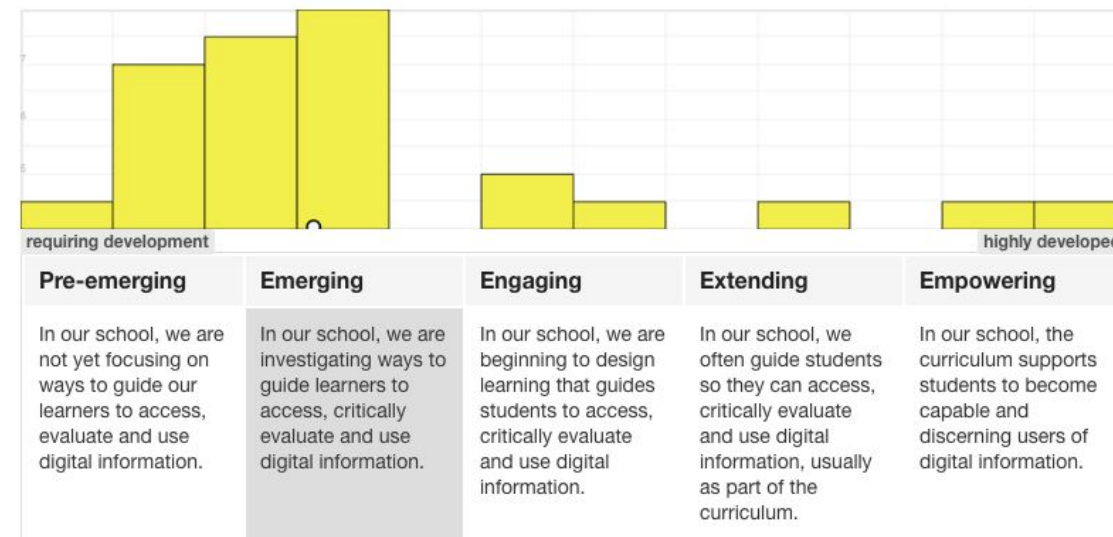 7
6
5
requiring development
highly developed
Pre-emerging
Emerging
Engaging
Extending
Empowering
In our school, we are
not yet focusing on
ways to guide our
learners to access,
evaluate and use
digital information.
In our school, we are
investigating ways to
guide learners to
access, critically
evaluate and use
digital information.
In our school, we are
beginning to design
learning that guides
students to access,
critically evaluate
and use digital
information.
In our school, we
often guide students
so they can access,
critically evaluate
and use digital
information, usually
as part of the
curriculum.
In our school, the
curriculum supports
students to become
capable and
discerning users of
digital information.